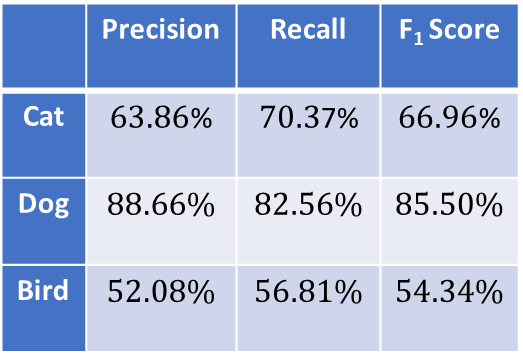 Precision Recall F₁ Score
Cat 63.86% 70.37% 66.96%
Dog 88.66% 82.56% 85.50%
Bird 52.08% 56.81% 54.34%